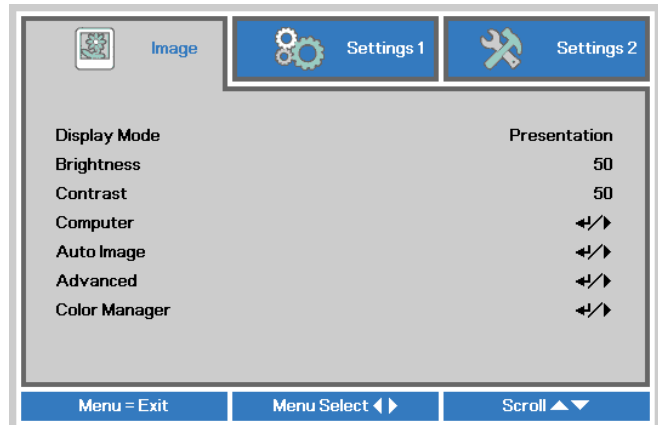 Image Settings 1 Settings 2
Display Mode Presentation
Brightness 50
Contrast 50
Computer ↵/▶
Auto Image ↵/▶
Advanced ↵/▶
Color Manager ↵/▶
Menu = Exit Menu Select ◀▶ Scroll ▲▼